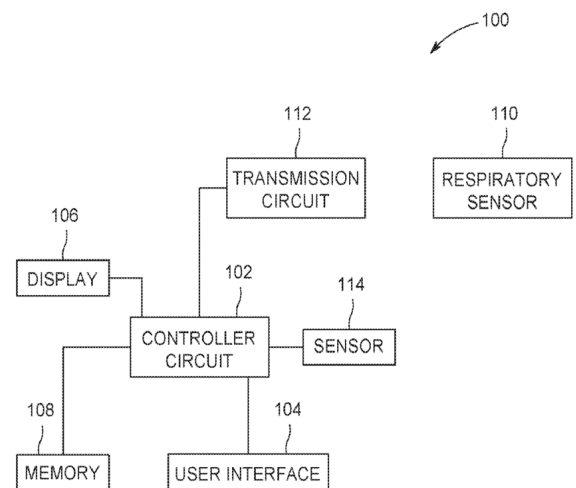 100
112
110
TRANSMISSION
CIRCUIT
RESPIRATORY
SENSOR
106
DISPLAY
102
114
CONTROLLER
CIRCUIT
SENSOR
108
104
MEMORY
USER INTERFACE